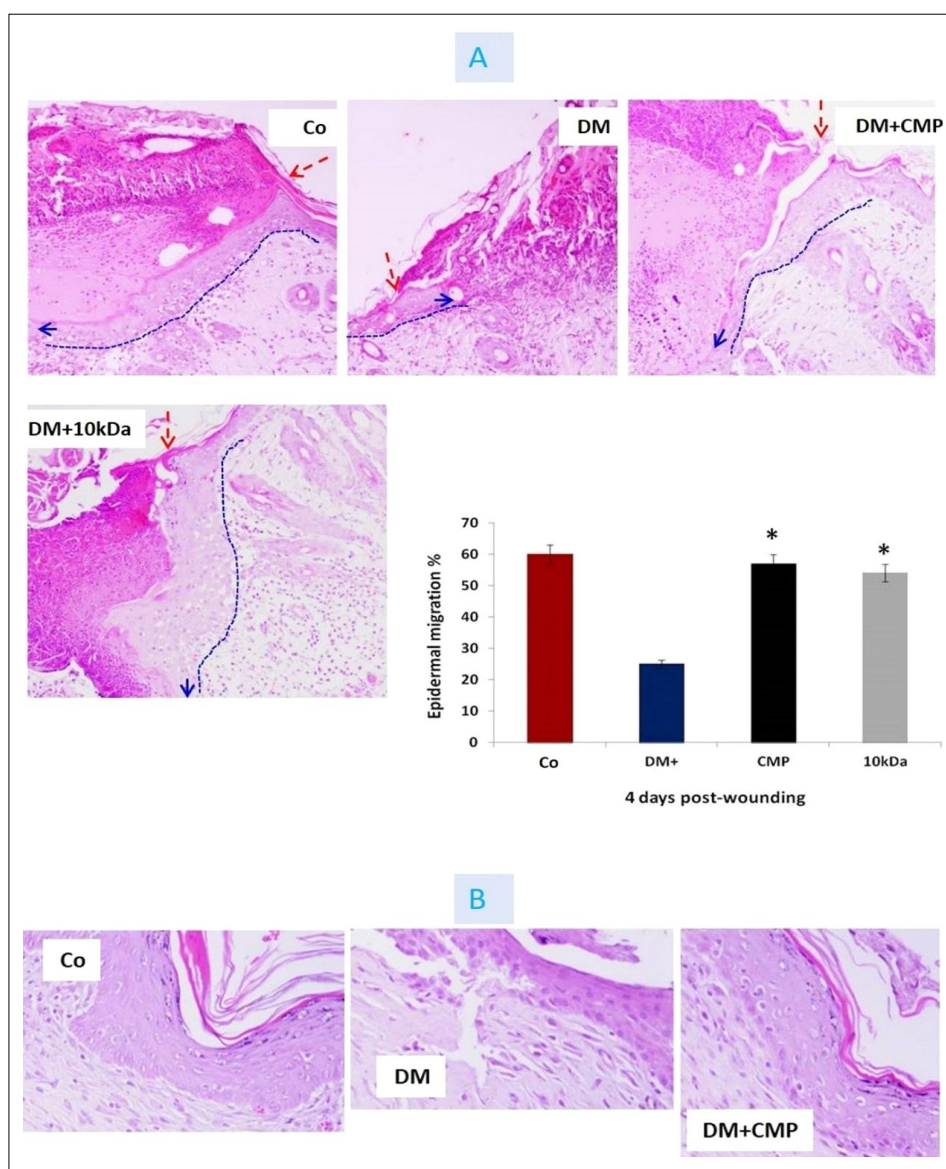 A
Co
DM
DM+CMP
DM+10kDa
70
60
50
40
30
20
10
0
Epidermal migration %
*
*
Co
DM+
CMP
10kDa
4 days post-wounding
B
Co
DM
DM+CMP